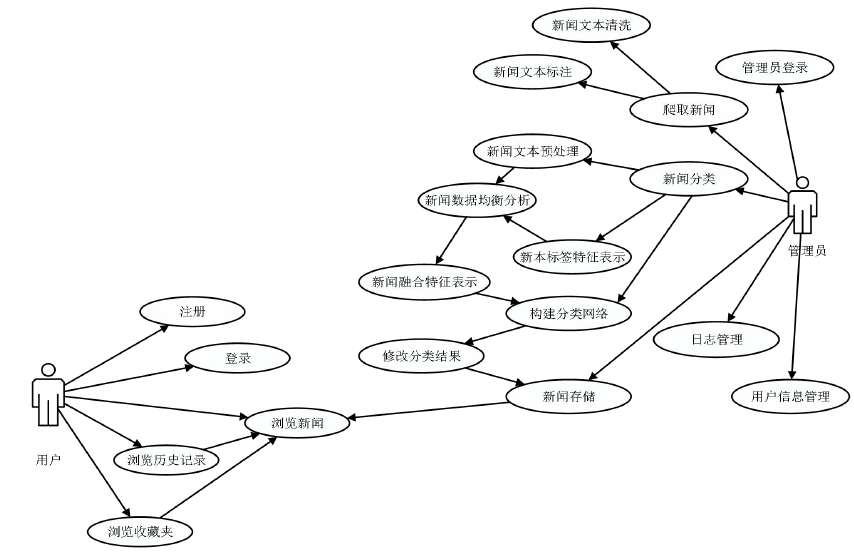 新闻文本清洗
新闻文本标注
管理员登录
爬取新闻
新闻文本预处理
新闻分类
新闻数据均衡分析
管理员
新本标签特征表示
新闻融合特征表示
注册
构建分类网络
日志管理
登录
修改分类结果
新闻存储
用户信息管理
浏览新闻
用户
浏览历史记录
浏览收藏夹